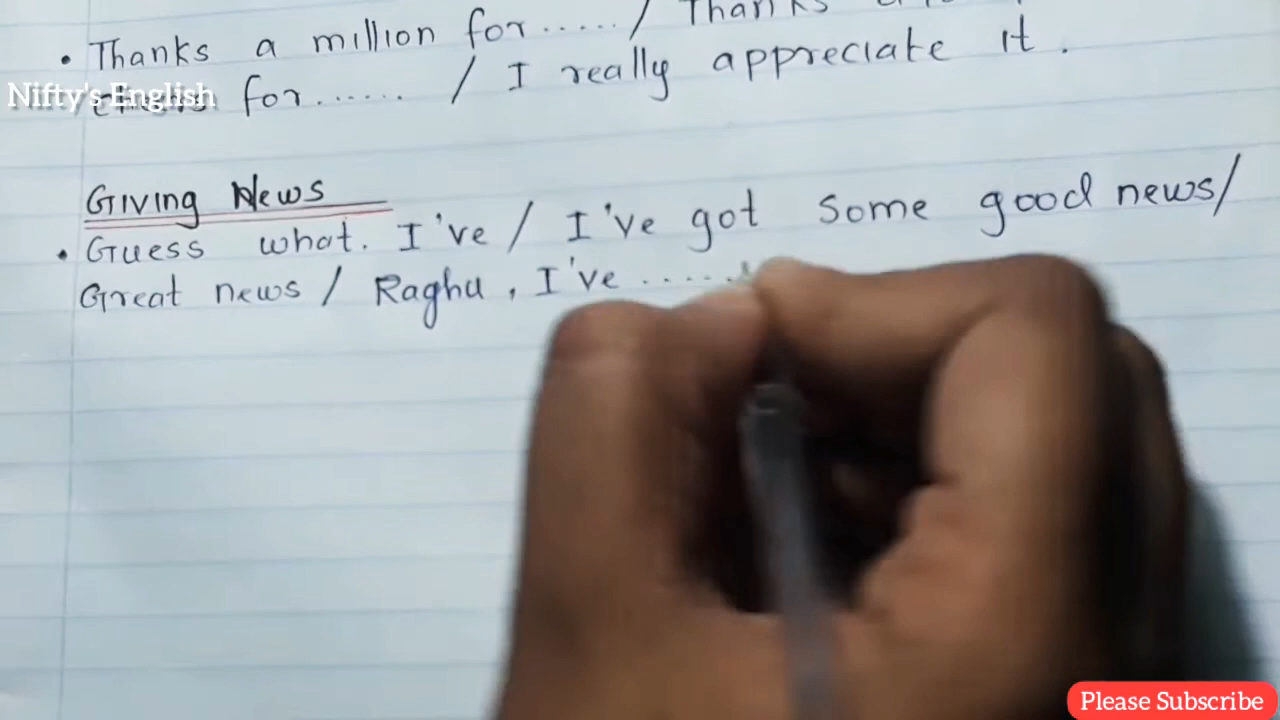 • Thanks a million for...... / Thanks
Nifty's English
for....... / I really appreciate it.
Giving News
• Guess what. I've / I've got some good news/
Great news / Raghu, I've ......
Please Subscribe